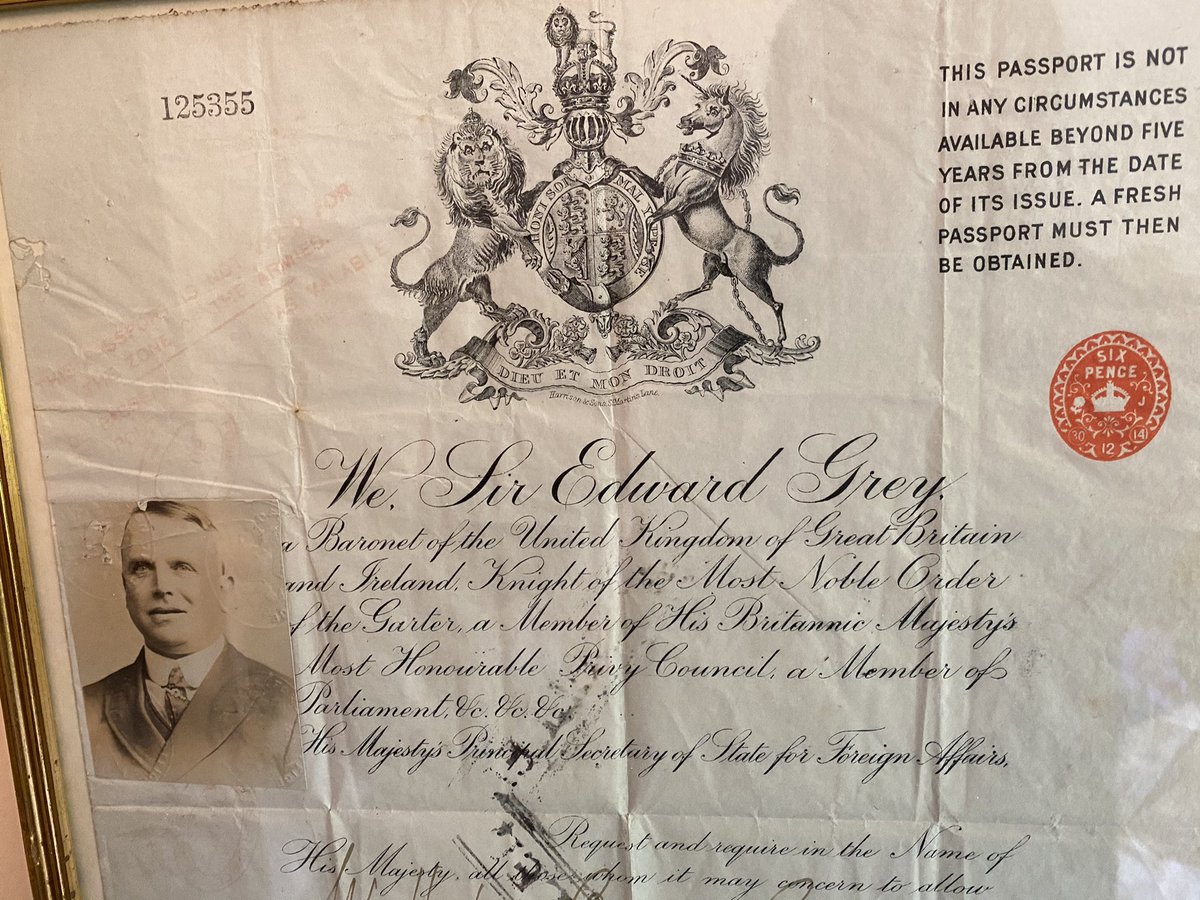 125355
THIS PASSPORT IS NOT
IN ANY CIRCUMSTANCES
AVAILABLE BEYOND FIVE
YEARS FROM THE DATE
OF ITS ISSUE. A FRESH
PASSPORT MUST THEN
BE OBTAINED.
HONI SOIT MAL Y PENSE
DIEU ET MON DROIT
Harrison & Sons, St Martin's Lane.
SIX
PENCE
J
30 12 14
ZONE
We, Sir Edward Grey,
a Baronet of the United Kingdom of Great Britain
and Ireland, Knight of the Most Noble Order
of the Garter, a Member of His Britannic Majesty's
Most Honourable Privy Council, a Member of
Parliament, &c. &c. &c.
His Majesty's Principal Secretary of State for Foreign Affairs,
Request and require in the Name of
His Majesty, all those whom it may concern to allow